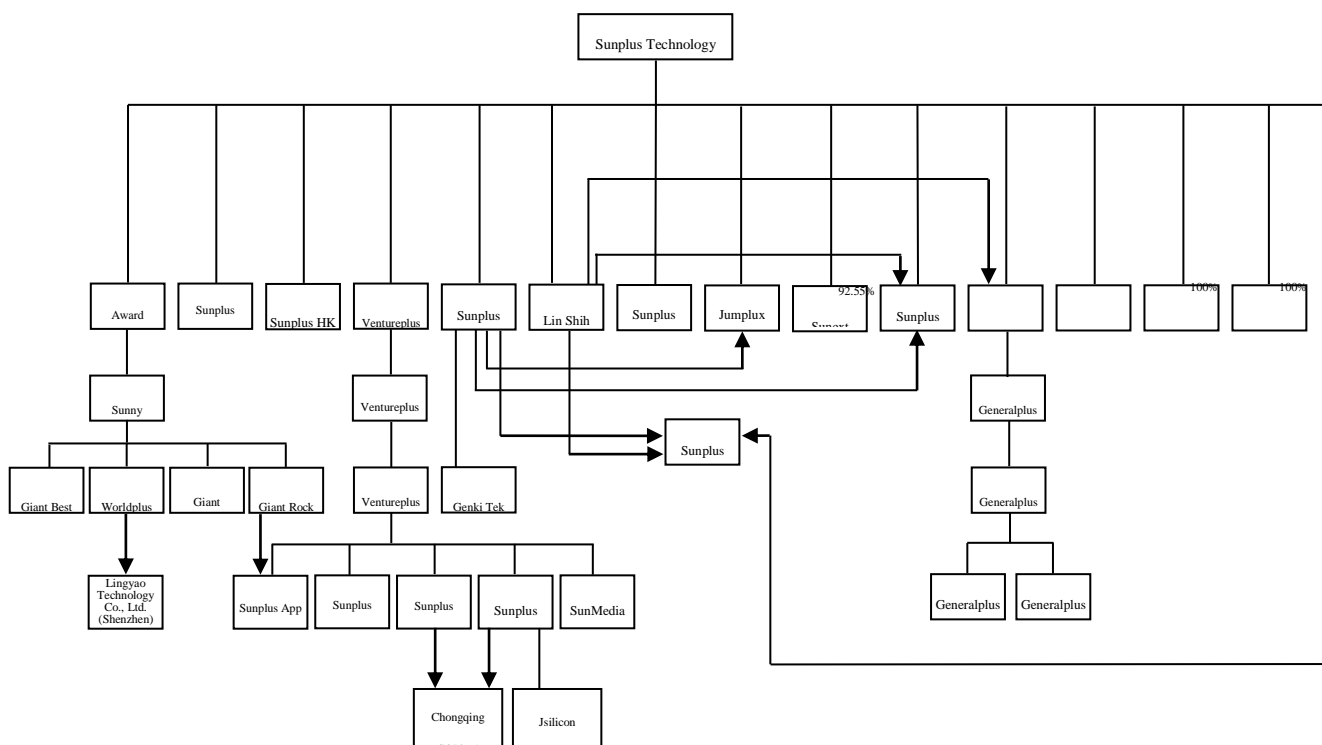 Sunplus Technology
92.55%
100%
100%
Award
Sunplus
Sunplus HK
Ventureplus
Sunplus
Lin Shih
Sunplus
Jumplux
Sunext
Sunplus
Sunny
Ventureplus
Generalplus
Sunplus
Giant Best
Worldplus
Giant
Giant Rock
Ventureplus
Genki Tek
Generalplus
Lingyao
Technology
Co., Ltd.
(Shenzhen)
Sunplus App
Sunplus
Sunplus
Sunplus
SunMedia
Generalplus
Generalplus
Chongqing
Jsilicon